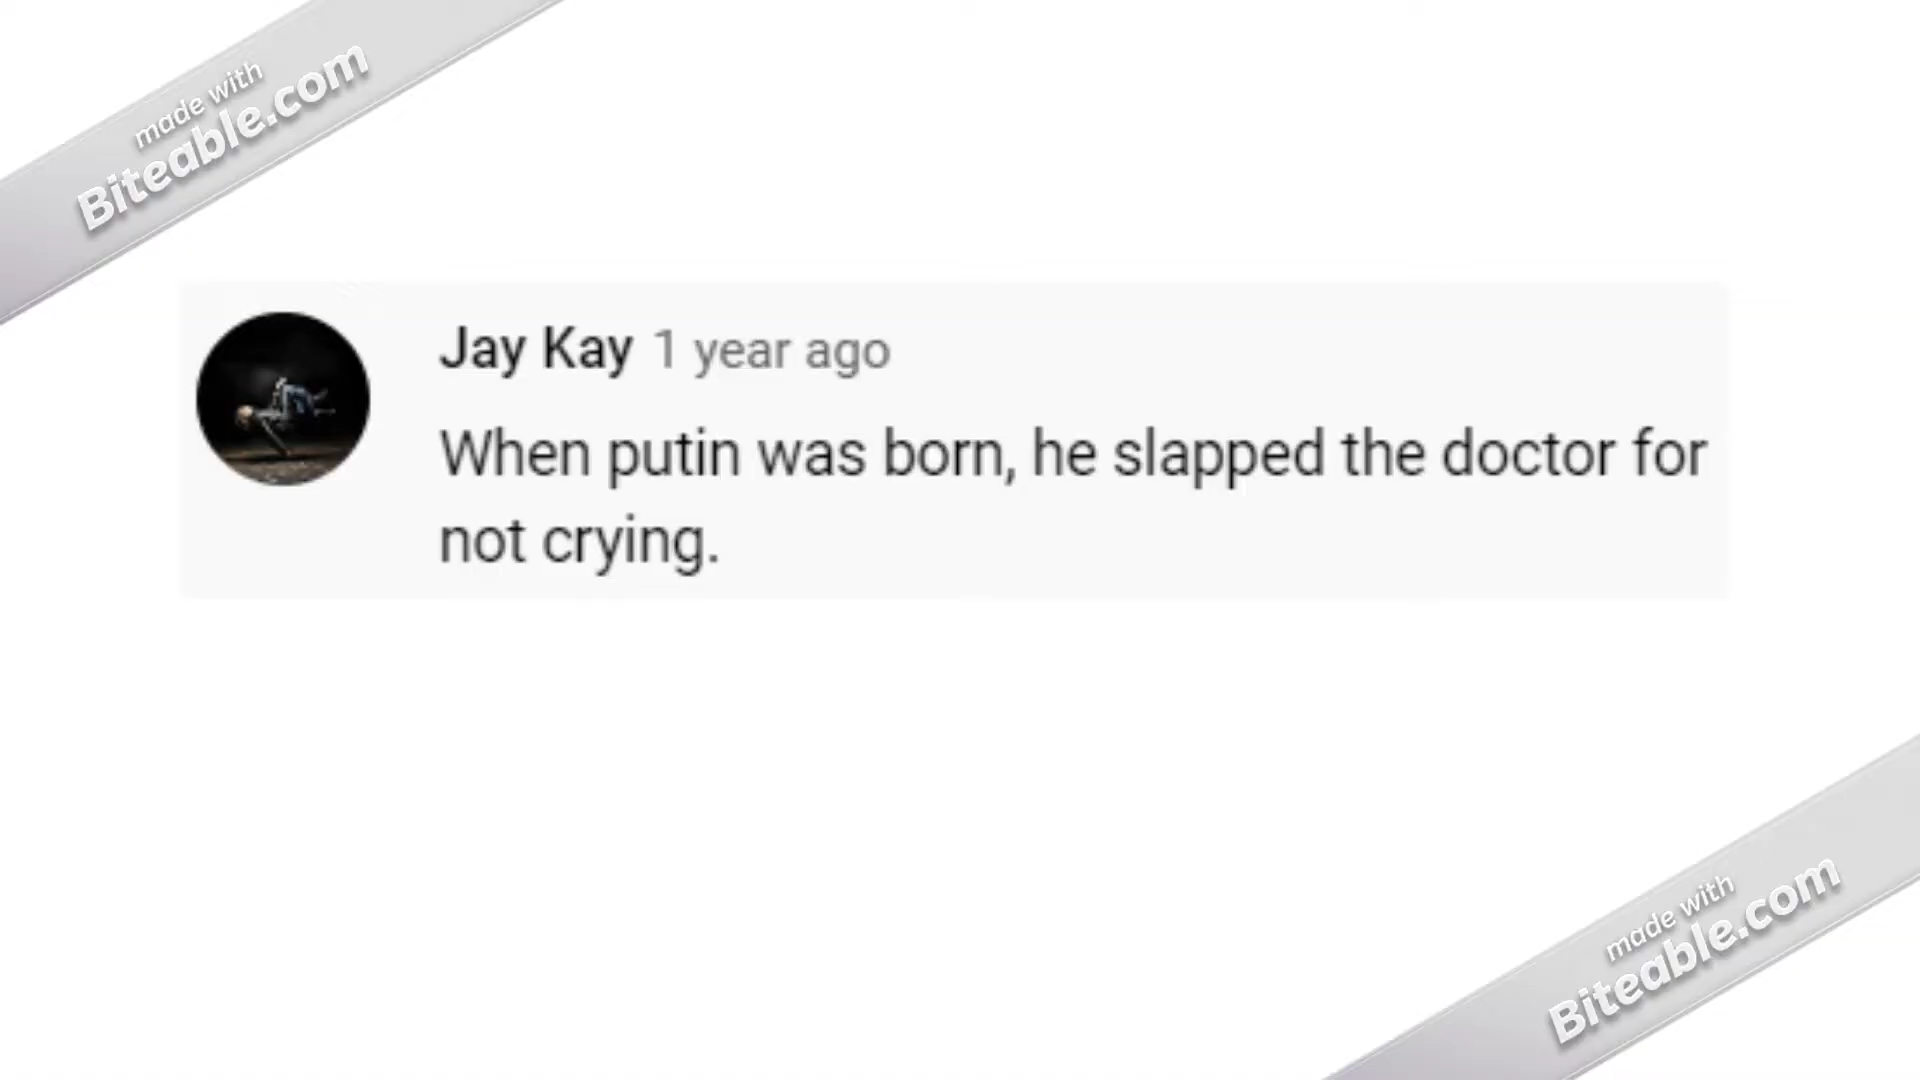 made with
Biteable.com
Jay Kay 1 year ago
When putin was born, he slapped the doctor for
not crying.
made with
Biteable.com